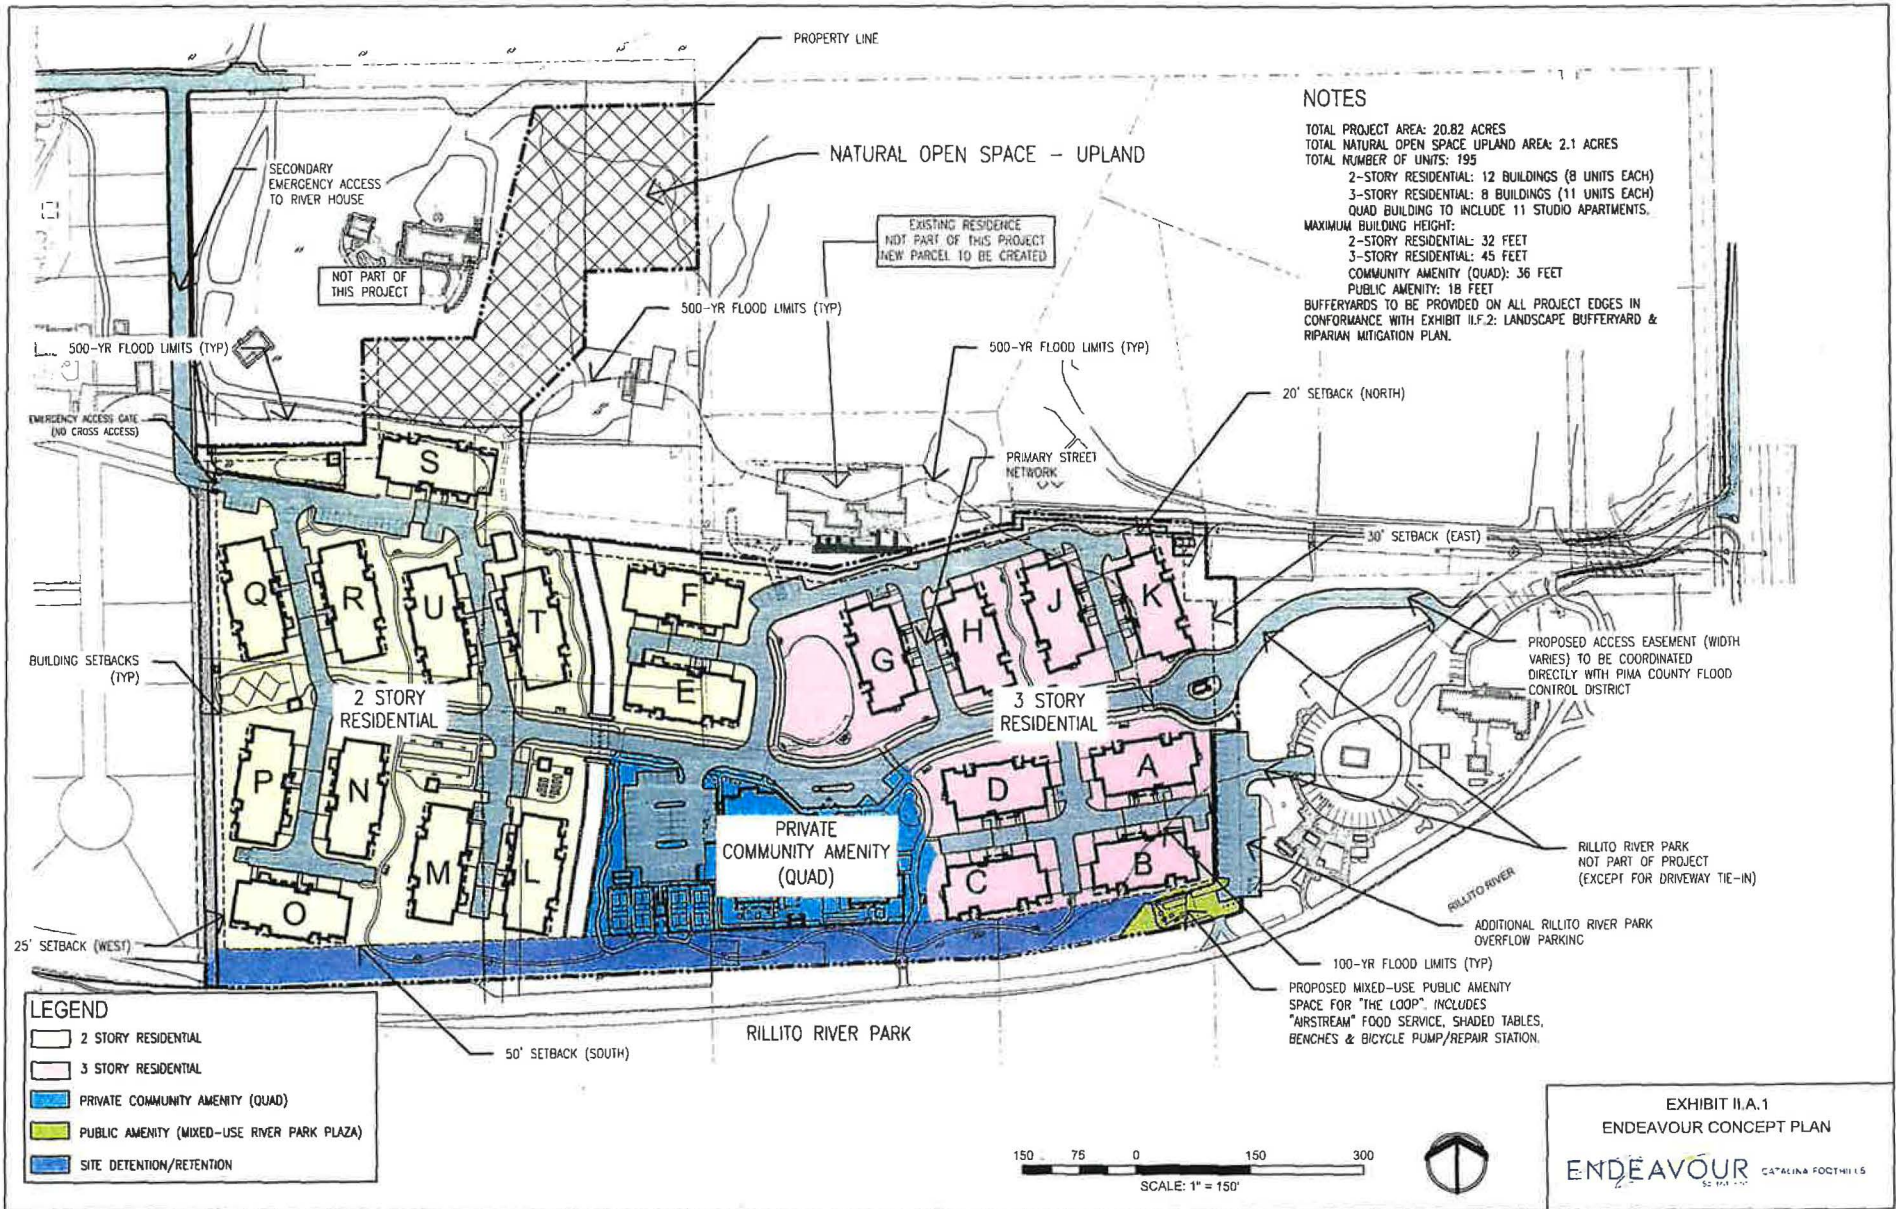 PROPERTY LINE
NOTES
TOTAL PROJECT AREA: 20.82 ACRES
TOTAL NATURAL OPEN SPACE UPLAND AREA: 2.1 ACRES
TOTAL NUMBER OF UNITS: 195
2-STORY RESIDENTIAL: 12 BUILDINGS (8 UNITS EACH)
3-STORY RESIDENTIAL: 8 BUILDINGS (11 UNITS EACH)
QUAD BUILDING TO INCLUDE 11 STUDIO APARTMENTS.
MAXIMUM BUILDING HEIGHT:
2-STORY RESIDENTIAL: 32 FEET
3-STORY RESIDENTIAL: 45 FEET
COMMUNITY AMENITY (QUAD): 36 FEET
PUBLIC AMENITY: 18 FEET
BUFFERYARDS TO BE PROVIDED ON ALL PROJECT EDGES IN
CONFORMANCE WITH EXHIBIT II.F.2: LANDSCAPE BUFFERYARD &
RIPARIAN MITIGATION PLAN.
NATURAL OPEN SPACE - UPLAND
SECONDARY
EMERGENCY ACCESS
TO RIVER HOUSE
EXISTING RESIDENCE
NOT PART OF THIS PROJECT
NEW PARCEL TO BE CREATED
NOT PART OF
THIS PROJECT
500-YR FLOOD LIMITS (TYP)
500-YR FLOOD LIMITS (TYP)
500-YR FLOOD LIMITS (TYP)
20' SETBACK (NORTH)
EMERGENCY ACCESS GATE
(NO CROSS ACCESS)
PRIMARY STREET
NETWORK
30' SETBACK (EAST)
S
Q
R
U
T
F
E
G
H
J
K
PROPOSED ACCESS EASEMENT (WIDTH
VARIES) TO BE COORDINATED
DIRECTLY WITH PIMA COUNTY FLOOD
CONTROL DISTRICT
BUILDING SETBACKS
(TYP)
2 STORY
RESIDENTIAL
3 STORY
RESIDENTIAL
P
N
M
L
O
D
A
C
B
PRIVATE
COMMUNITY AMENITY
(QUAD)
RILLITO RIVER PARK
NOT PART OF PROJECT
(EXCEPT FOR DRIVEWAY TIE-IN)
RILLITO RIVER
ADDITIONAL RILLITO RIVER PARK
OVERFLOW PARKING
25' SETBACK (WEST)
100-YR FLOOD LIMITS (TYP)
PROPOSED MIXED-USE PUBLIC AMENITY
SPACE FOR "THE LOOP". INCLUDES
"AIRSTREAM" FOOD SERVICE, SHADED TABLES,
BENCHES & BICYCLE PUMP/REPAIR STATION.
RILLITO RIVER PARK
50' SETBACK (SOUTH)
LEGEND
2 STORY RESIDENTIAL
3 STORY RESIDENTIAL
PRIVATE COMMUNITY AMENITY (QUAD)
PUBLIC AMENITY (MIXED-USE RIVER PARK PLAZA)
SITE DETENTION/RETENTION
150 75 0 150 300
SCALE: 1" = 150'
EXHIBIT II.A.1
ENDEAVOUR CONCEPT PLAN
ENDEAVOUR CATALINA FOOTHILLS